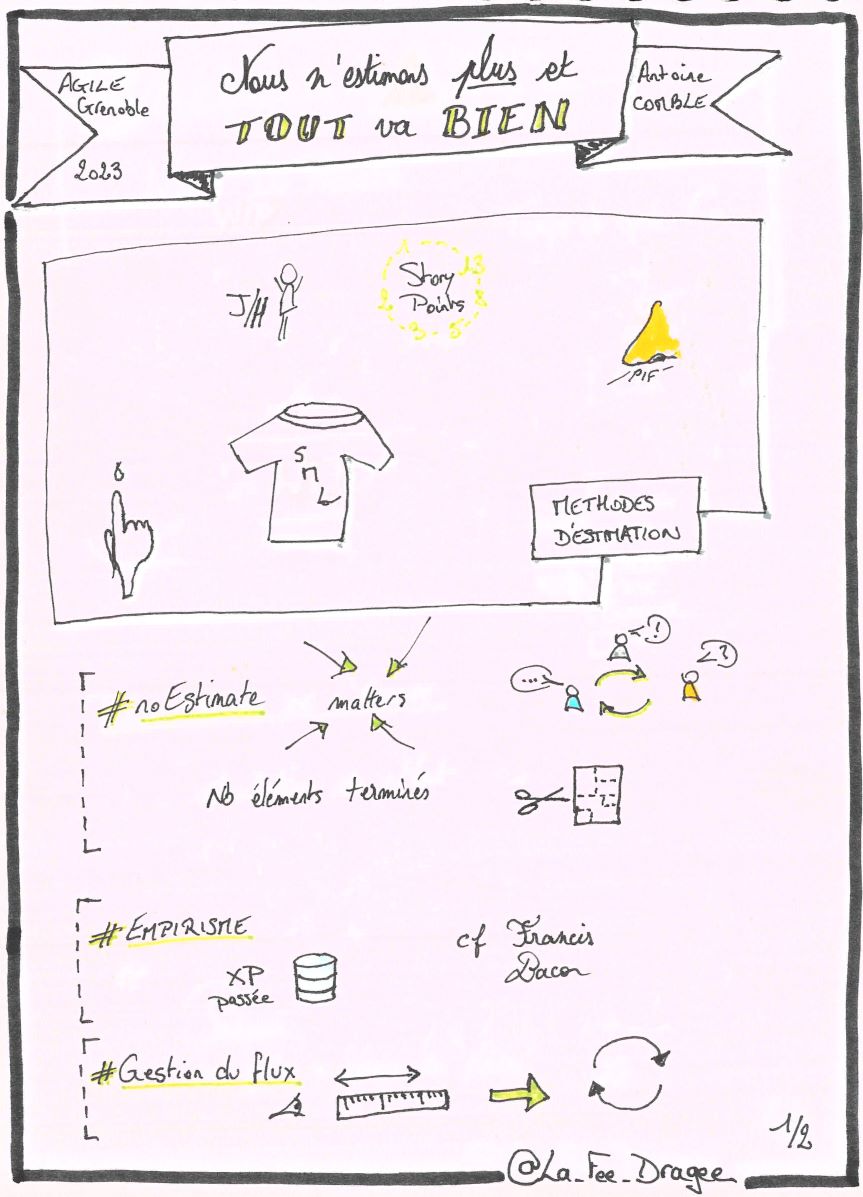 AGILE
Grenoble
2023
Nous n'estimons plus et
TOUT va BIEN
Antoine
COMBLE
J/H
Story
Points
1
13
8
5
3
2
PIF
S
M
L
METHODES
D'ESTIMATION
#noEstimate
matters
...
!
?
Nb éléments terminés
#EMPIRISME
XP
passée
cf Francis
Bacon
#Gestion du flux
1/2
@La_Fee_Dragee